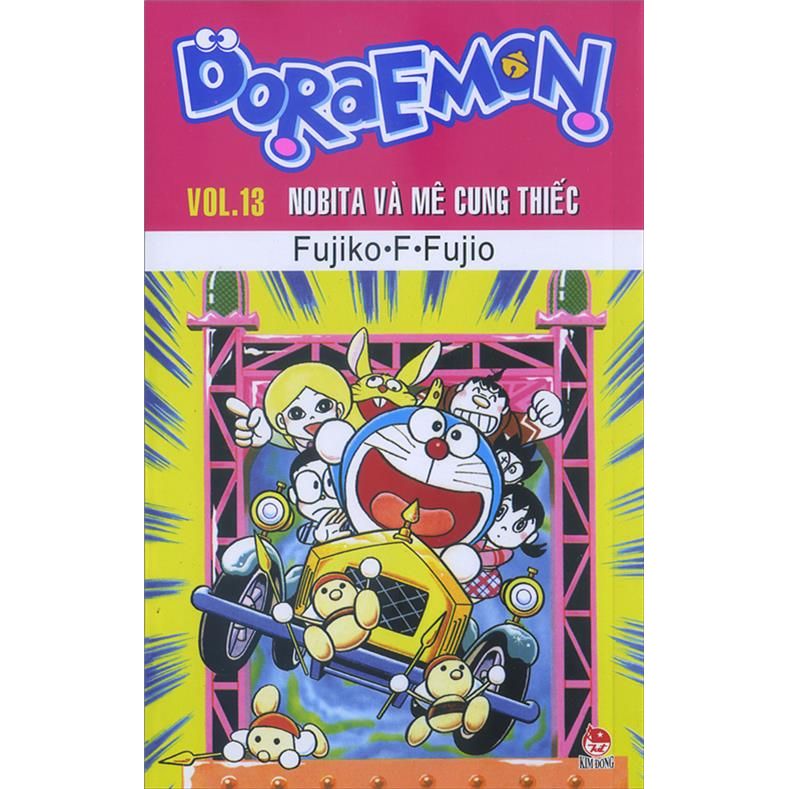 DORAEMON
VOL.13 NOBITA VÀ MÊ CUNG THIẾC
Fujiko•F•Fujio
KIM ĐỒNG